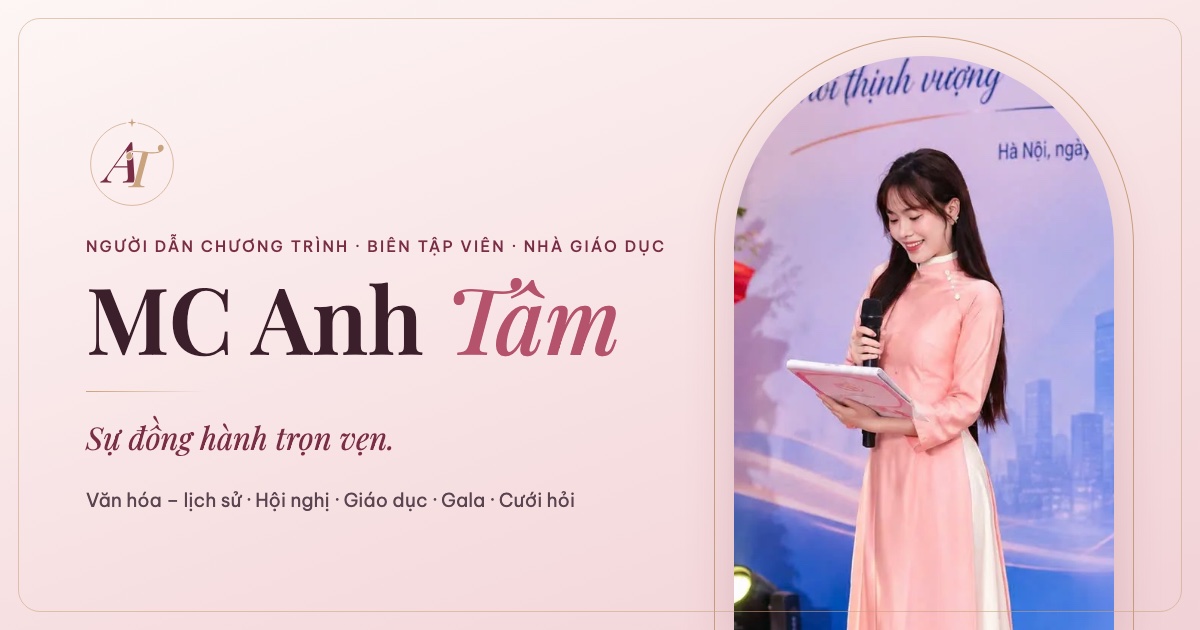 AT
NGƯỜI DẪN CHƯƠNG TRÌNH · BIÊN TẬP VIÊN · NHÀ GIÁO DỤC
MC Anh Tâm
Sự đồng hành trọn vẹn.
Văn hóa – lịch sử · Hội nghị · Giáo dục · Gala · Cưới hỏi
thịnh vượng
Hà Nội, ngày